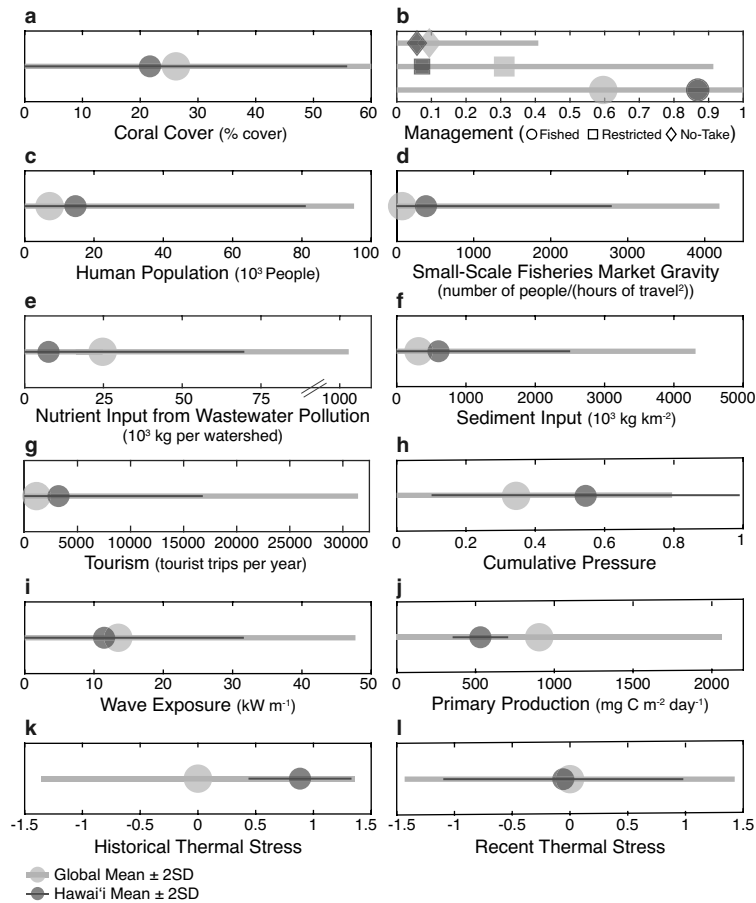 a
0 10 20 30 40 50 60
Coral Cover (% cover)
b
0 0.1 0.2 0.3 0.4 0.5 0.6 0.7 0.8 0.9 1
Management (○Fished □Restricted ◇No-Take)
c
0 20 40 60 80 100
Human Population (10³ People)
d
0 1000 2000 3000 4000
Small-Scale Fisheries Market Gravity
(number of people/(hours of travel²))
e
0 25 50 75 1000
Nutrient Input from Wastewater Pollution
(10³ kg per watershed)
f
0 1000 2000 3000 4000 5000
Sediment Input (10³ kg km⁻²)
g
0 5000 10000 15000 20000 25000 30000
Tourism (tourist trips per year)
h
0 0.2 0.4 0.6 0.8 1
Cumulative Pressure
i
0 10 20 30 40 50
Wave Exposure (kW m⁻¹)
j
0 500 1000 1500 2000
Primary Production (mg C m⁻² day⁻¹)
k
-1.5 -1 -0.5 0 0.5 1 1.5
Historical Thermal Stress
l
-1.5 -1 0 1 1.5
Recent Thermal Stress
Global Mean ± 2SD
Hawaiʻi Mean ± 2SD